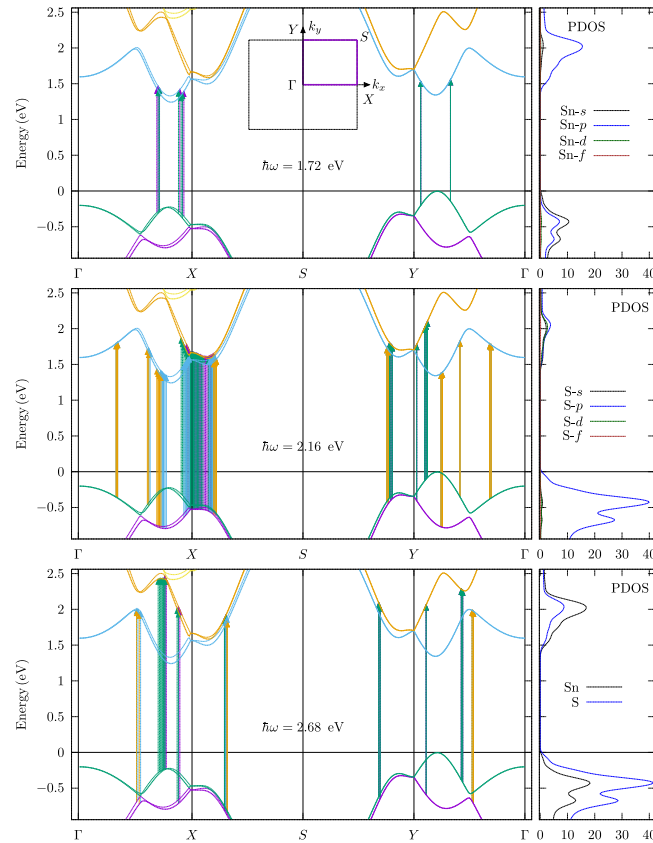 2.5
2
1.5
1
0.5
0
−0.5
Energy (eV)
Y
k_y
S
Γ
k_x
X
ℏω = 1.72 eV
Γ
X
S
Y
Γ
PDOS
Sn-s
Sn-p
Sn-d
Sn-f
0 10 20 30 40
2.5
2
1.5
1
0.5
0
−0.5
Energy (eV)
ℏω = 2.16 eV
Γ
X
S
Y
Γ
PDOS
S-s
S-p
S-d
S-f
0 10 20 30 40
2.5
2
1.5
1
0.5
0
−0.5
Energy (eV)
ℏω = 2.68 eV
Γ
X
S
Y
Γ
PDOS
Sn
S
0 10 20 30 40